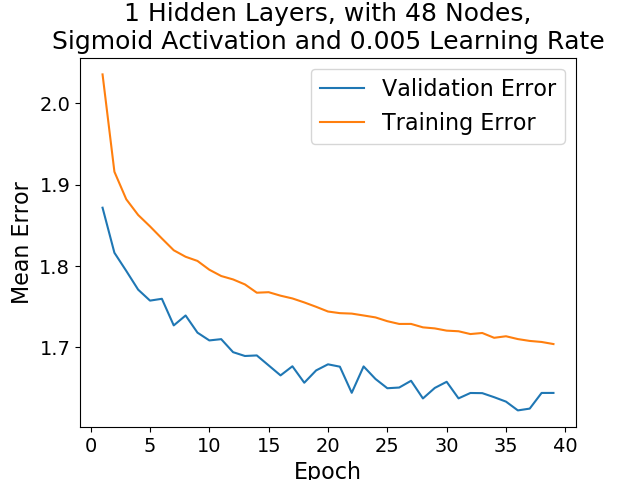 1 Hidden Layers, with 48 Nodes,
Sigmoid Activation and 0.005 Learning Rate
Validation Error
Training Error
Mean Error
2.0
1.9
1.8
1.7
0 5 10 15 20 25 30 35 40
Epoch